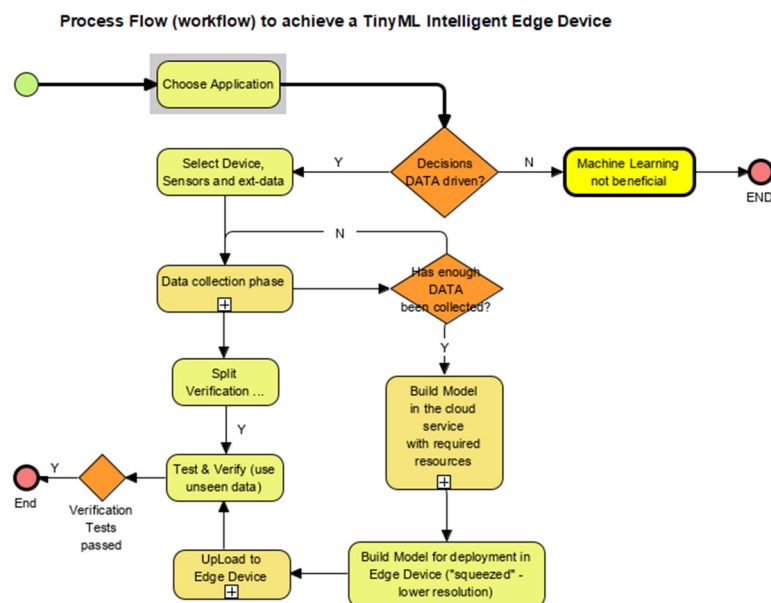 Process Flow (workflow) to achieve a TinyML Intelligent Edge Device
Choose Application
Select Device,
Sensors and ext-data
Y
Decisions
DATA driven?
N
Machine Learning
not beneficial
END
N
Data collection phase
Has enough
DATA
been collected?
Y
Split
Verification ...
Build Model
in the cloud
service
with required
resources
Y
Test & Verify (use
unseen data)
Y
End
Verification
Tests
passed
UpLoad to
Edge Device
Build Model for deployment in
Edge Device ("squeezed" -
lower resolution)